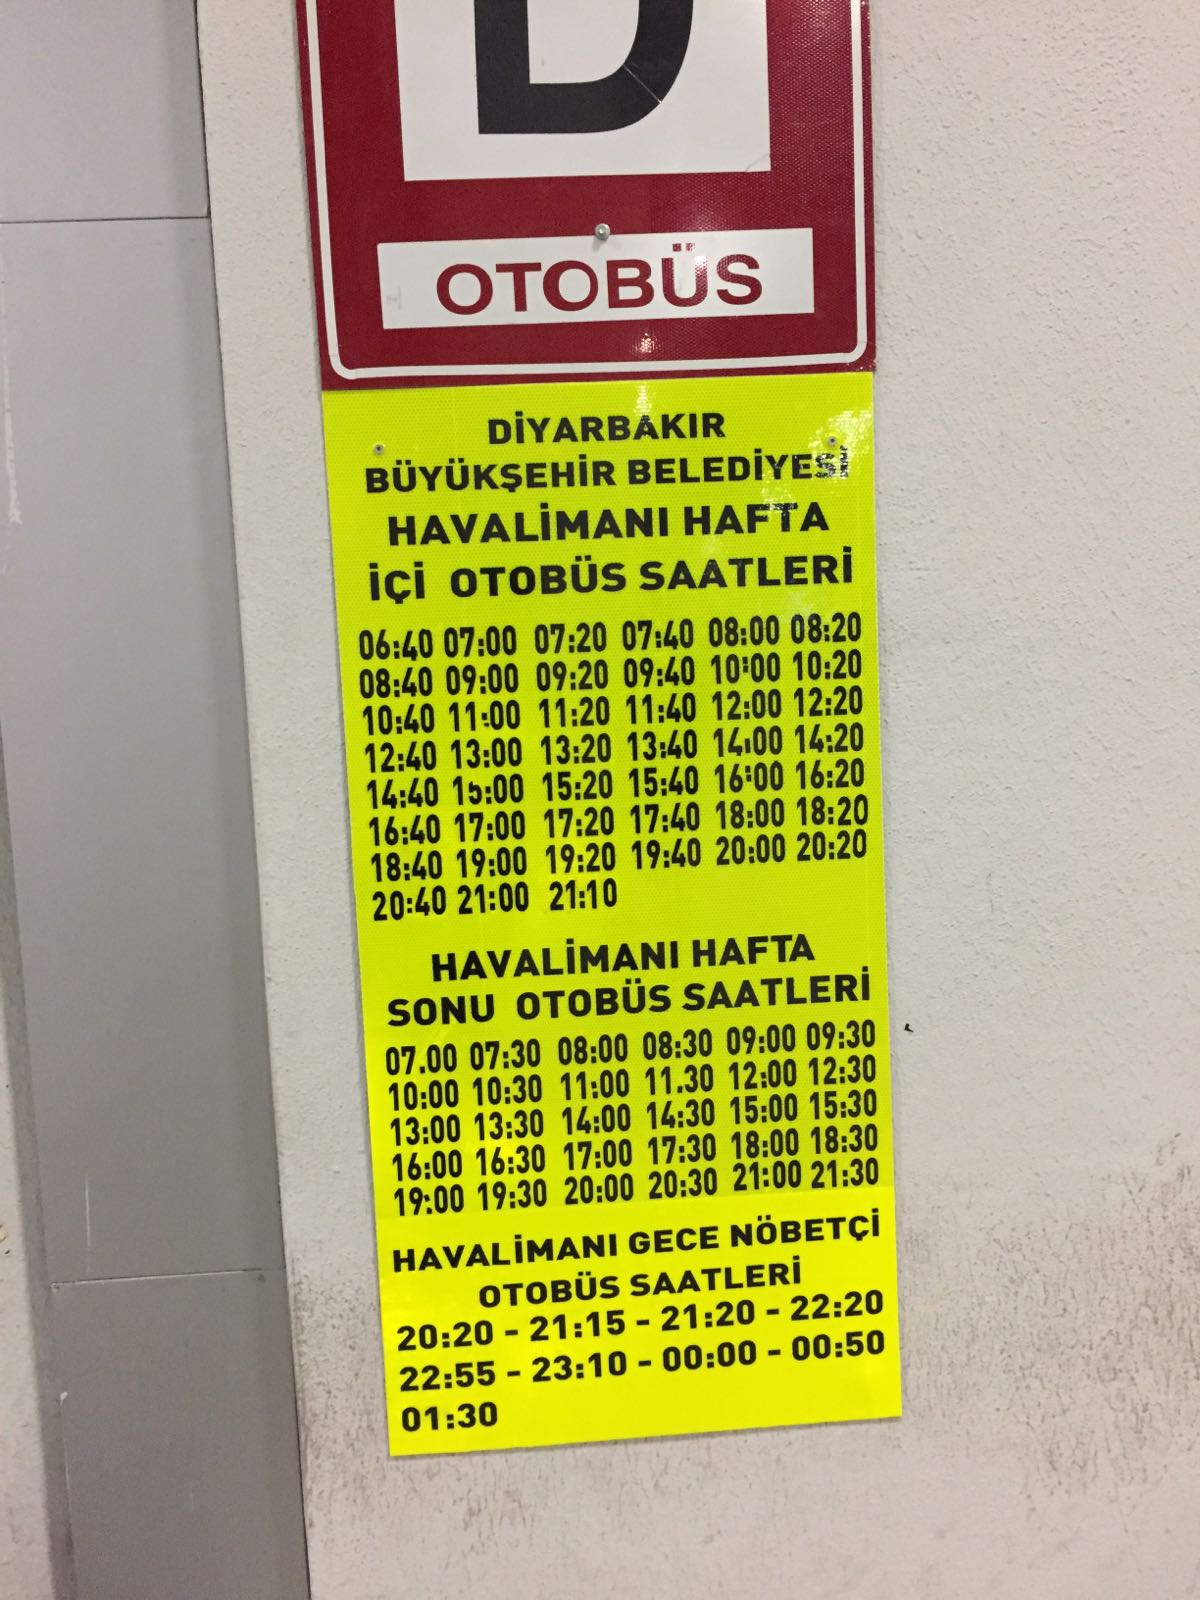 D
OTOBÜS
DİYARBAKIR
BÜYÜKŞEHİR BELEDİYESİ
HAVALİMANI HAFTA
İÇİ OTOBÜS SAATLERİ
06:40 07:00 07:20 07:40 08:00 08:20
08:40 09:00 09:20 09:40 10:00 10:20
10:40 11:00 11:20 11:40 12:00 12:20
12:40 13:00 13:20 13:40 14:00 14:20
14:40 15:00 15:20 15:40 16:00 16:20
16:40 17:00 17:20 17:40 18:00 18:20
18:40 19:00 19:20 19:40 20:00 20:20
20:40 21:00 21:10
HAVALİMANI HAFTA
SONU OTOBÜS SAATLERİ
07.00 07:30 08:00 08:30 09:00 09:30
10:00 10:30 11:00 11.30 12:00 12:30
13:00 13:30 14:00 14:30 15:00 15:30
16:00 16:30 17:00 17:30 18:00 18:30
19:00 19:30 20:00 20:30 21:00 21:30
HAVALİMANI GECE NÖBETÇİ
OTOBÜS SAATLERİ
20:20 - 21:15 - 21:20 - 22:20
22:55 - 23:10 - 00:00 - 00:50
01:30